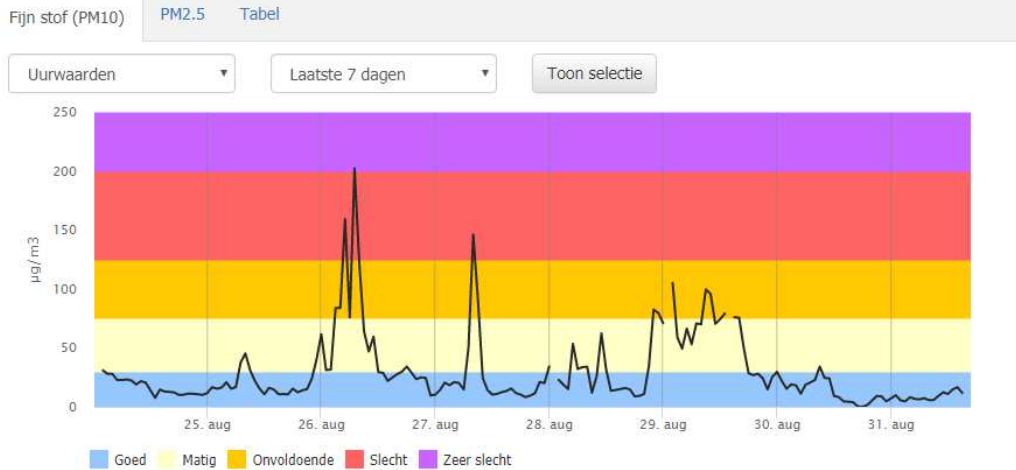 Fijn stof (PM10) PM2.5 Tabel
Uurwaarden Laatste 7 dagen Toon selectie
250
200
150
100
50
0
µg/m3
25. aug 26. aug 27. aug 28. aug 29. aug 30. aug 31. aug
Goed Matig Onvoldoende Slecht Zeer slecht